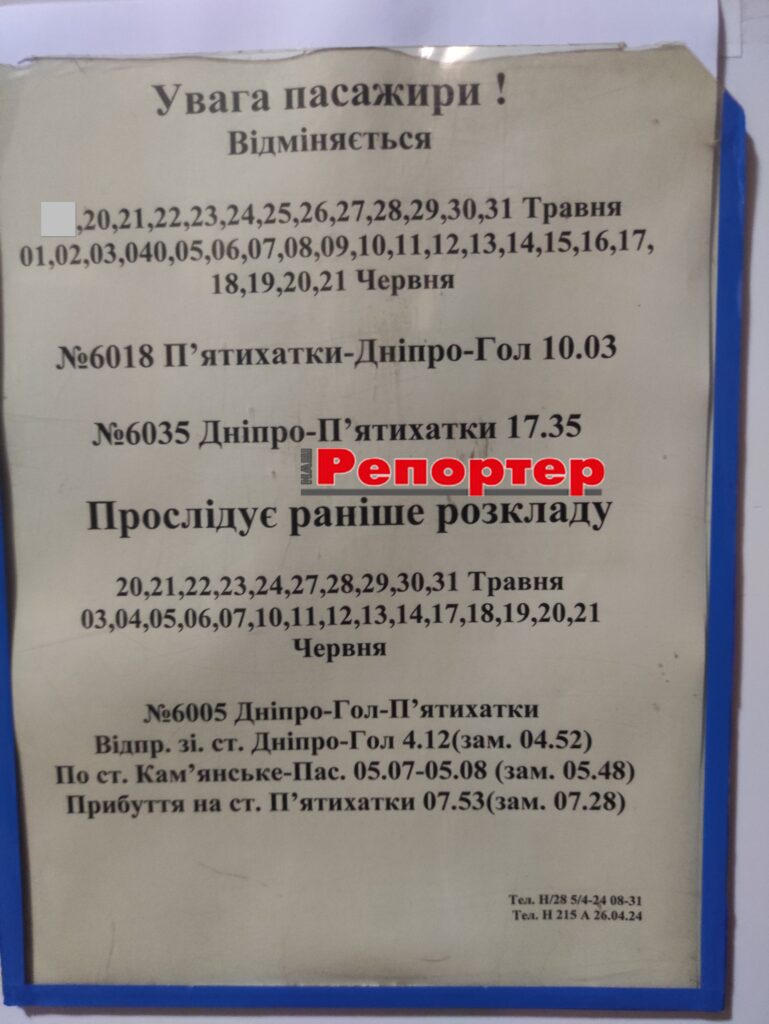 Увага пасажири !
Відміняється
,20,21,22,23,24,25,26,27,28,29,30,31 Травня
01,02,03,040,05,06,07,08,09,10,11,12,13,14,15,16,17,
18,19,20,21 Червня
№6018 П’ятихатки-Дніпро-Гол 10.03
№6035 Дніпро-П’ятихатки 17.35
НАШ Репортер
Прослідує раніше розкладу
20,21,22,23,24,27,28,29,30,31 Травня
03,04,05,06,07,10,11,12,13,14,17,18,19,20,21
Червня
№6005 Дніпро-Гол-П’ятихатки
Відпр. зі. ст. Дніпро-Гол 4.12(зам. 04.52)
По ст. Кам’янське-Пас. 05.07-05.08 (зам. 05.48)
Прибуття на ст. П’ятихатки 07.53(зам. 07.28)
Тел. Н/28 5/4-24 08-31
Тел. Н 215 А 26.04.24